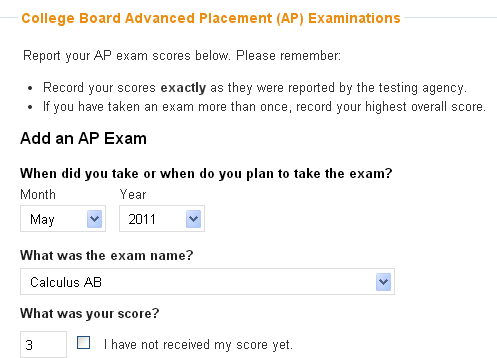 College Board Advanced Placement (AP) Examinations
Report your AP exam scores below. Please remember:
• Record your scores exactly as they were reported by the testing agency.
• If you have taken an exam more than once, record your highest overall score.
Add an AP Exam
When did you take or when do you plan to take the exam?
Month Year
May 2011
What was the exam name?
Calculus AB
What was your score?
3 I have not received my score yet.